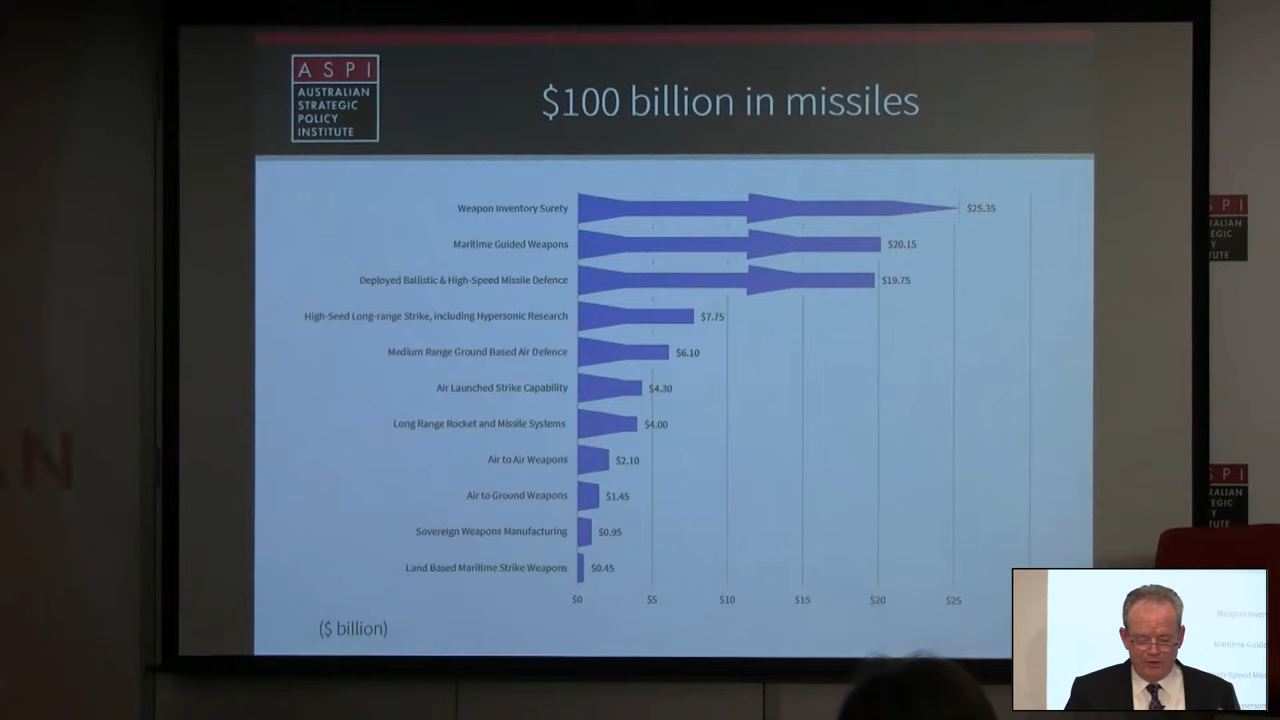 ASPI
AUSTRALIAN
STRATEGIC
POLICY
INSTITUTE
$100 billion in missiles
Weapon Inventory Surety $25.35
Maritime Guided Weapons $20.15
Deployed Ballistic & High-Speed Missile Defence $19.75
High-Seed Long-range Strike, including Hypersonic Research $7.75
Medium Range Ground Based Air Defence $6.10
Air Launched Strike Capability $4.30
Long Range Rocket and Missile Systems $4.00
Air to Air Weapons $2.10
Air to Ground Weapons $1.45
Sovereign Weapons Manufacturing $0.95
Land Based Maritime Strike Weapons $0.45
$0 $5 $10 $15 $20 $25
($ billion)